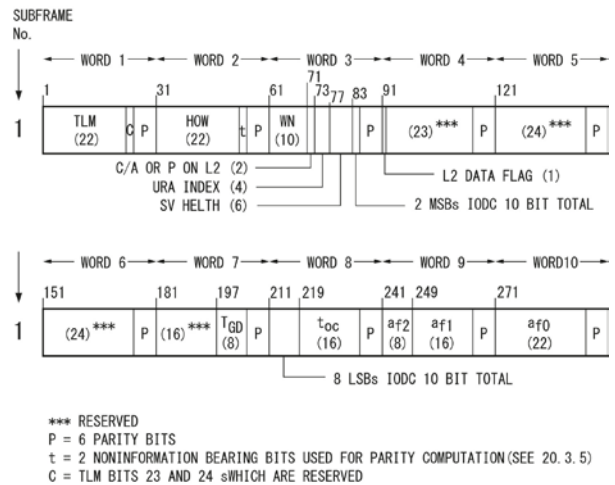 SUBFRAME
No.
WORD 1 WORD 2 WORD 3 WORD 4 WORD 5
1 31 61 71 73 77 83 91 121
1 TLM (22) C P HOW (22) t P WN (10) P (23) *** P (24) *** P
C/A OR P ON L2 (2)
URA INDEX (4)
SV HELTH (6)
L2 DATA FLAG (1)
2 MSBs IODC 10 BIT TOTAL
WORD 6 WORD 7 WORD 8 WORD 9 WORD10
151 181 197 211 219 241 249 271
1 (24) *** P (16) *** TGD (8) P toc (16) P af2 (8) af1 (16) P af0 (22) P
8 LSBs IODC 10 BIT TOTAL
*** RESERVED
P = 6 PARITY BITS
t = 2 NONINFORMATION BEARING BITS USED FOR PARITY COMPUTATION(SEE 20.3.5)
C = TLM BITS 23 AND 24 sWHICH ARE RESERVED